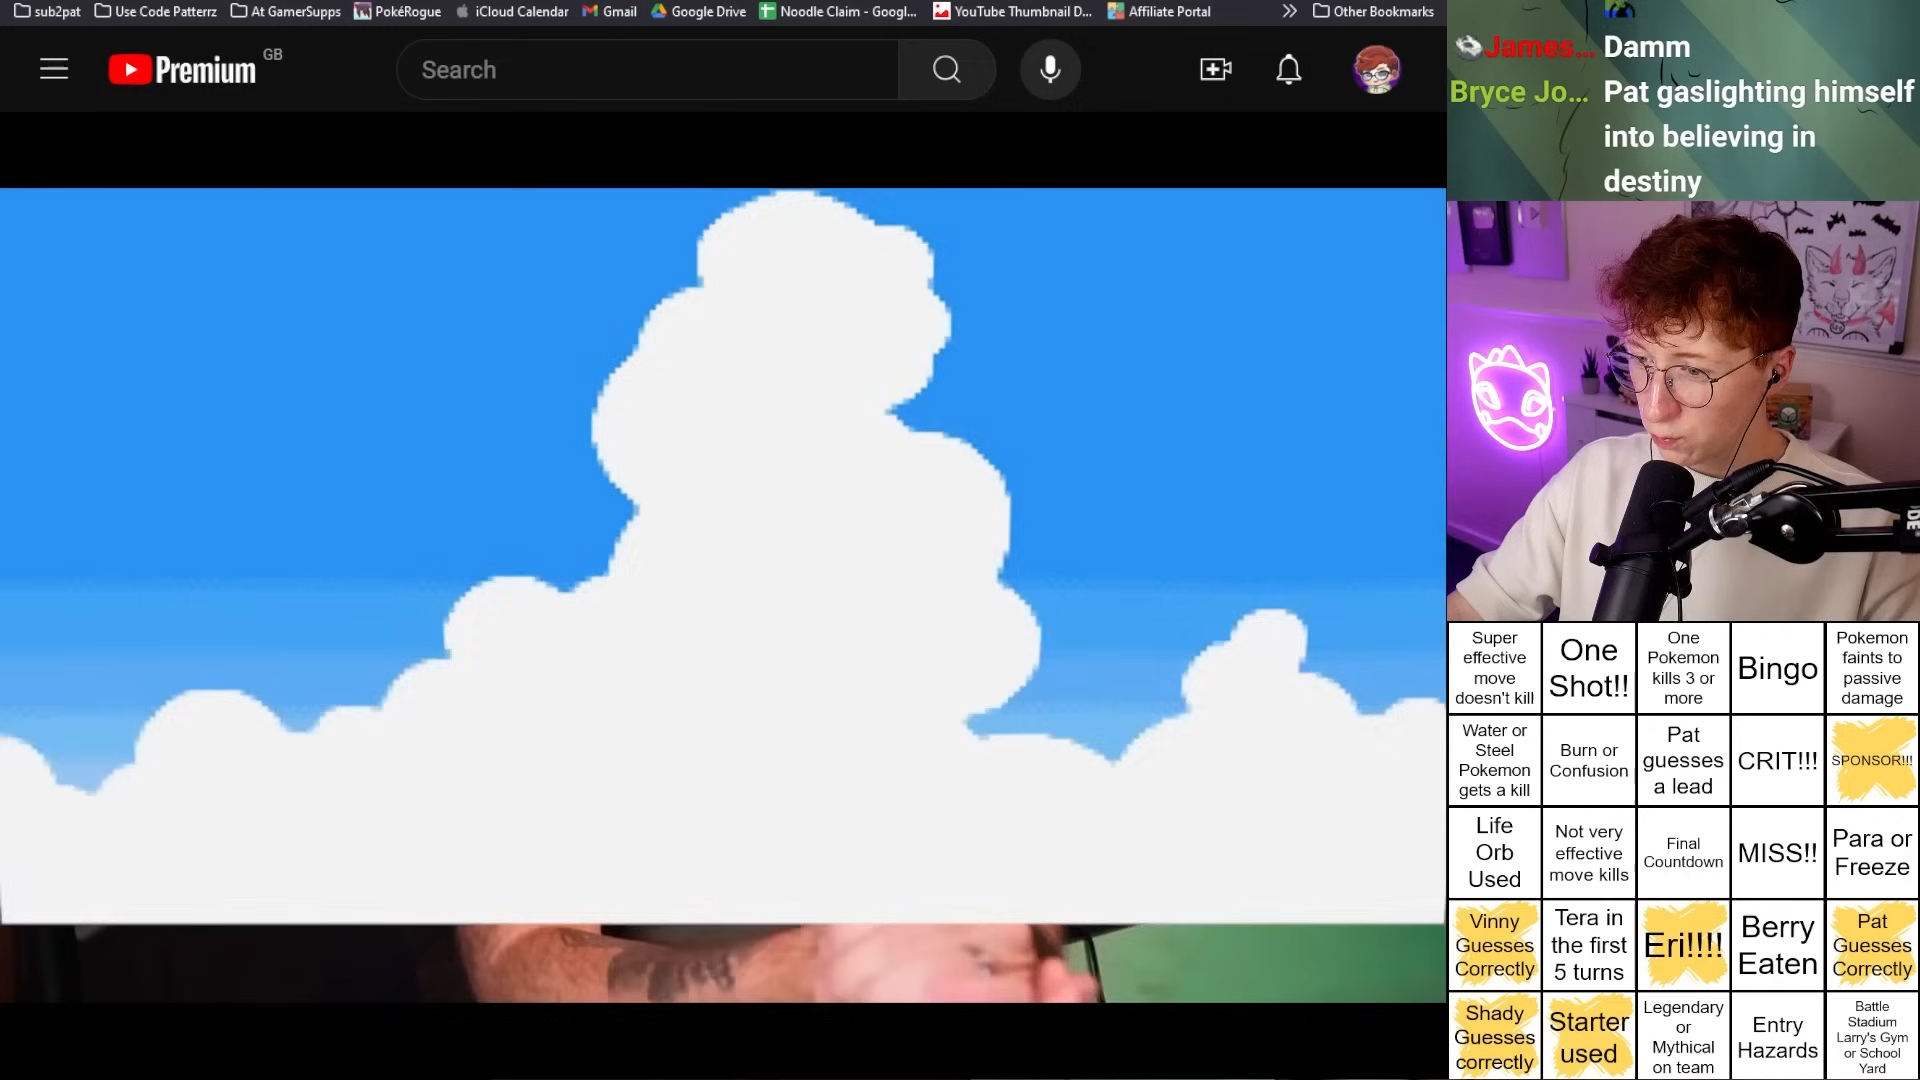 sub2pat
Use Code Patterrz
At GamerSupps
PokéRogue
iCloud Calendar
Gmail
Google Drive
Noodle Claim - Googl...
YouTube Thumbnail D...
Affiliate Portal
Other Bookmarks
Premium GB
Search
James... Damm
Bryce Jo... Pat gaslighting himself
into believing in
destiny
Super
effective
move
doesn't kill
One
Shot!!
One
Pokemon
kills 3 or
more
Bingo
Pokemon
faints to
passive
damage
Water or
Steel
Pokemon
gets a kill
Burn or
Confusion
Pat
guesses
a lead
CRIT!!!
SPONSOR!!!
Life
Orb
Used
Not very
effective
move kills
Final
Countdown
MISS!!
Para or
Freeze
Vinny
Guesses
Correctly
Tera in
the first
5 turns
Eri!!!!
Berry
Eaten
Pat
Guesses
Correctly
Shady
Guesses
correctly
Starter
used
Legendary
or
Mythical
on team
Entry
Hazards
Battle
Stadium
Larry's Gym
or School
Yard